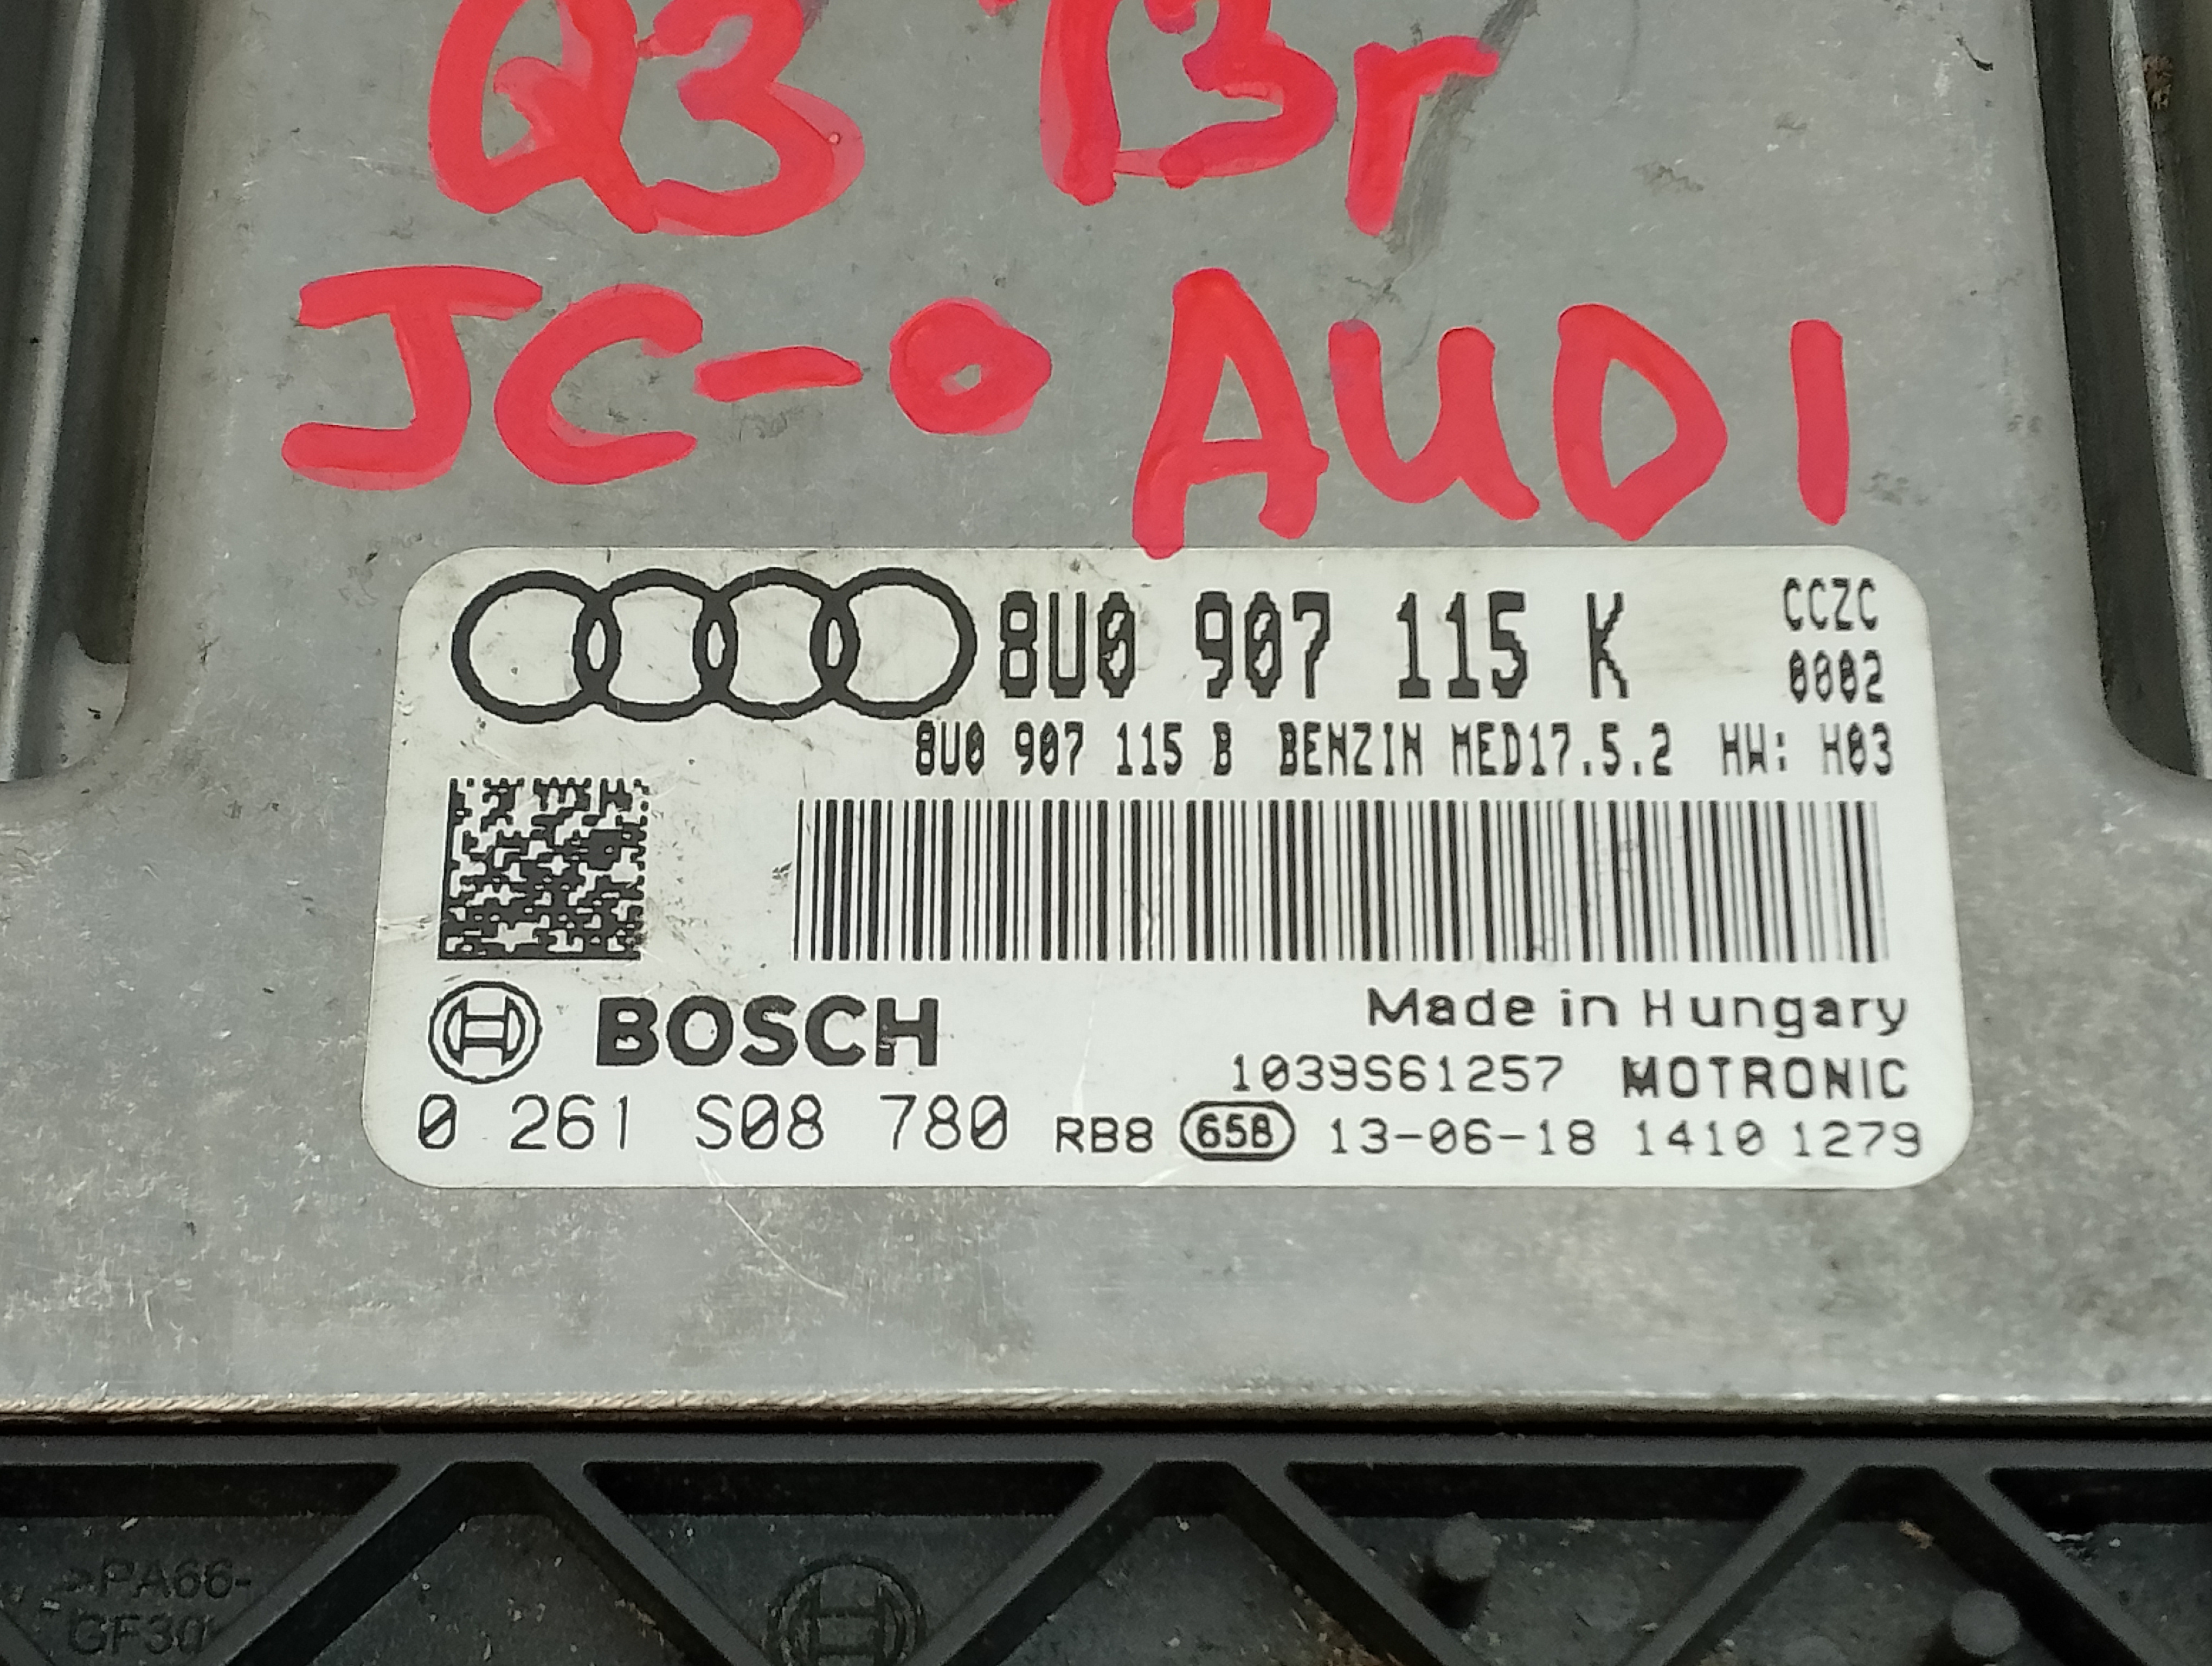 Q3 Br
JC-0 AUDI
8U0 907 115 K
CCZC
0002
8U0 907 115 B BENZIN MED17.5.2 HW: H03
BOSCH
Made in Hungary
1039S61257 MOTRONIC
0 261 S08 780 RB8 658 13-06-18 1410 1279
>PA66-
GF30